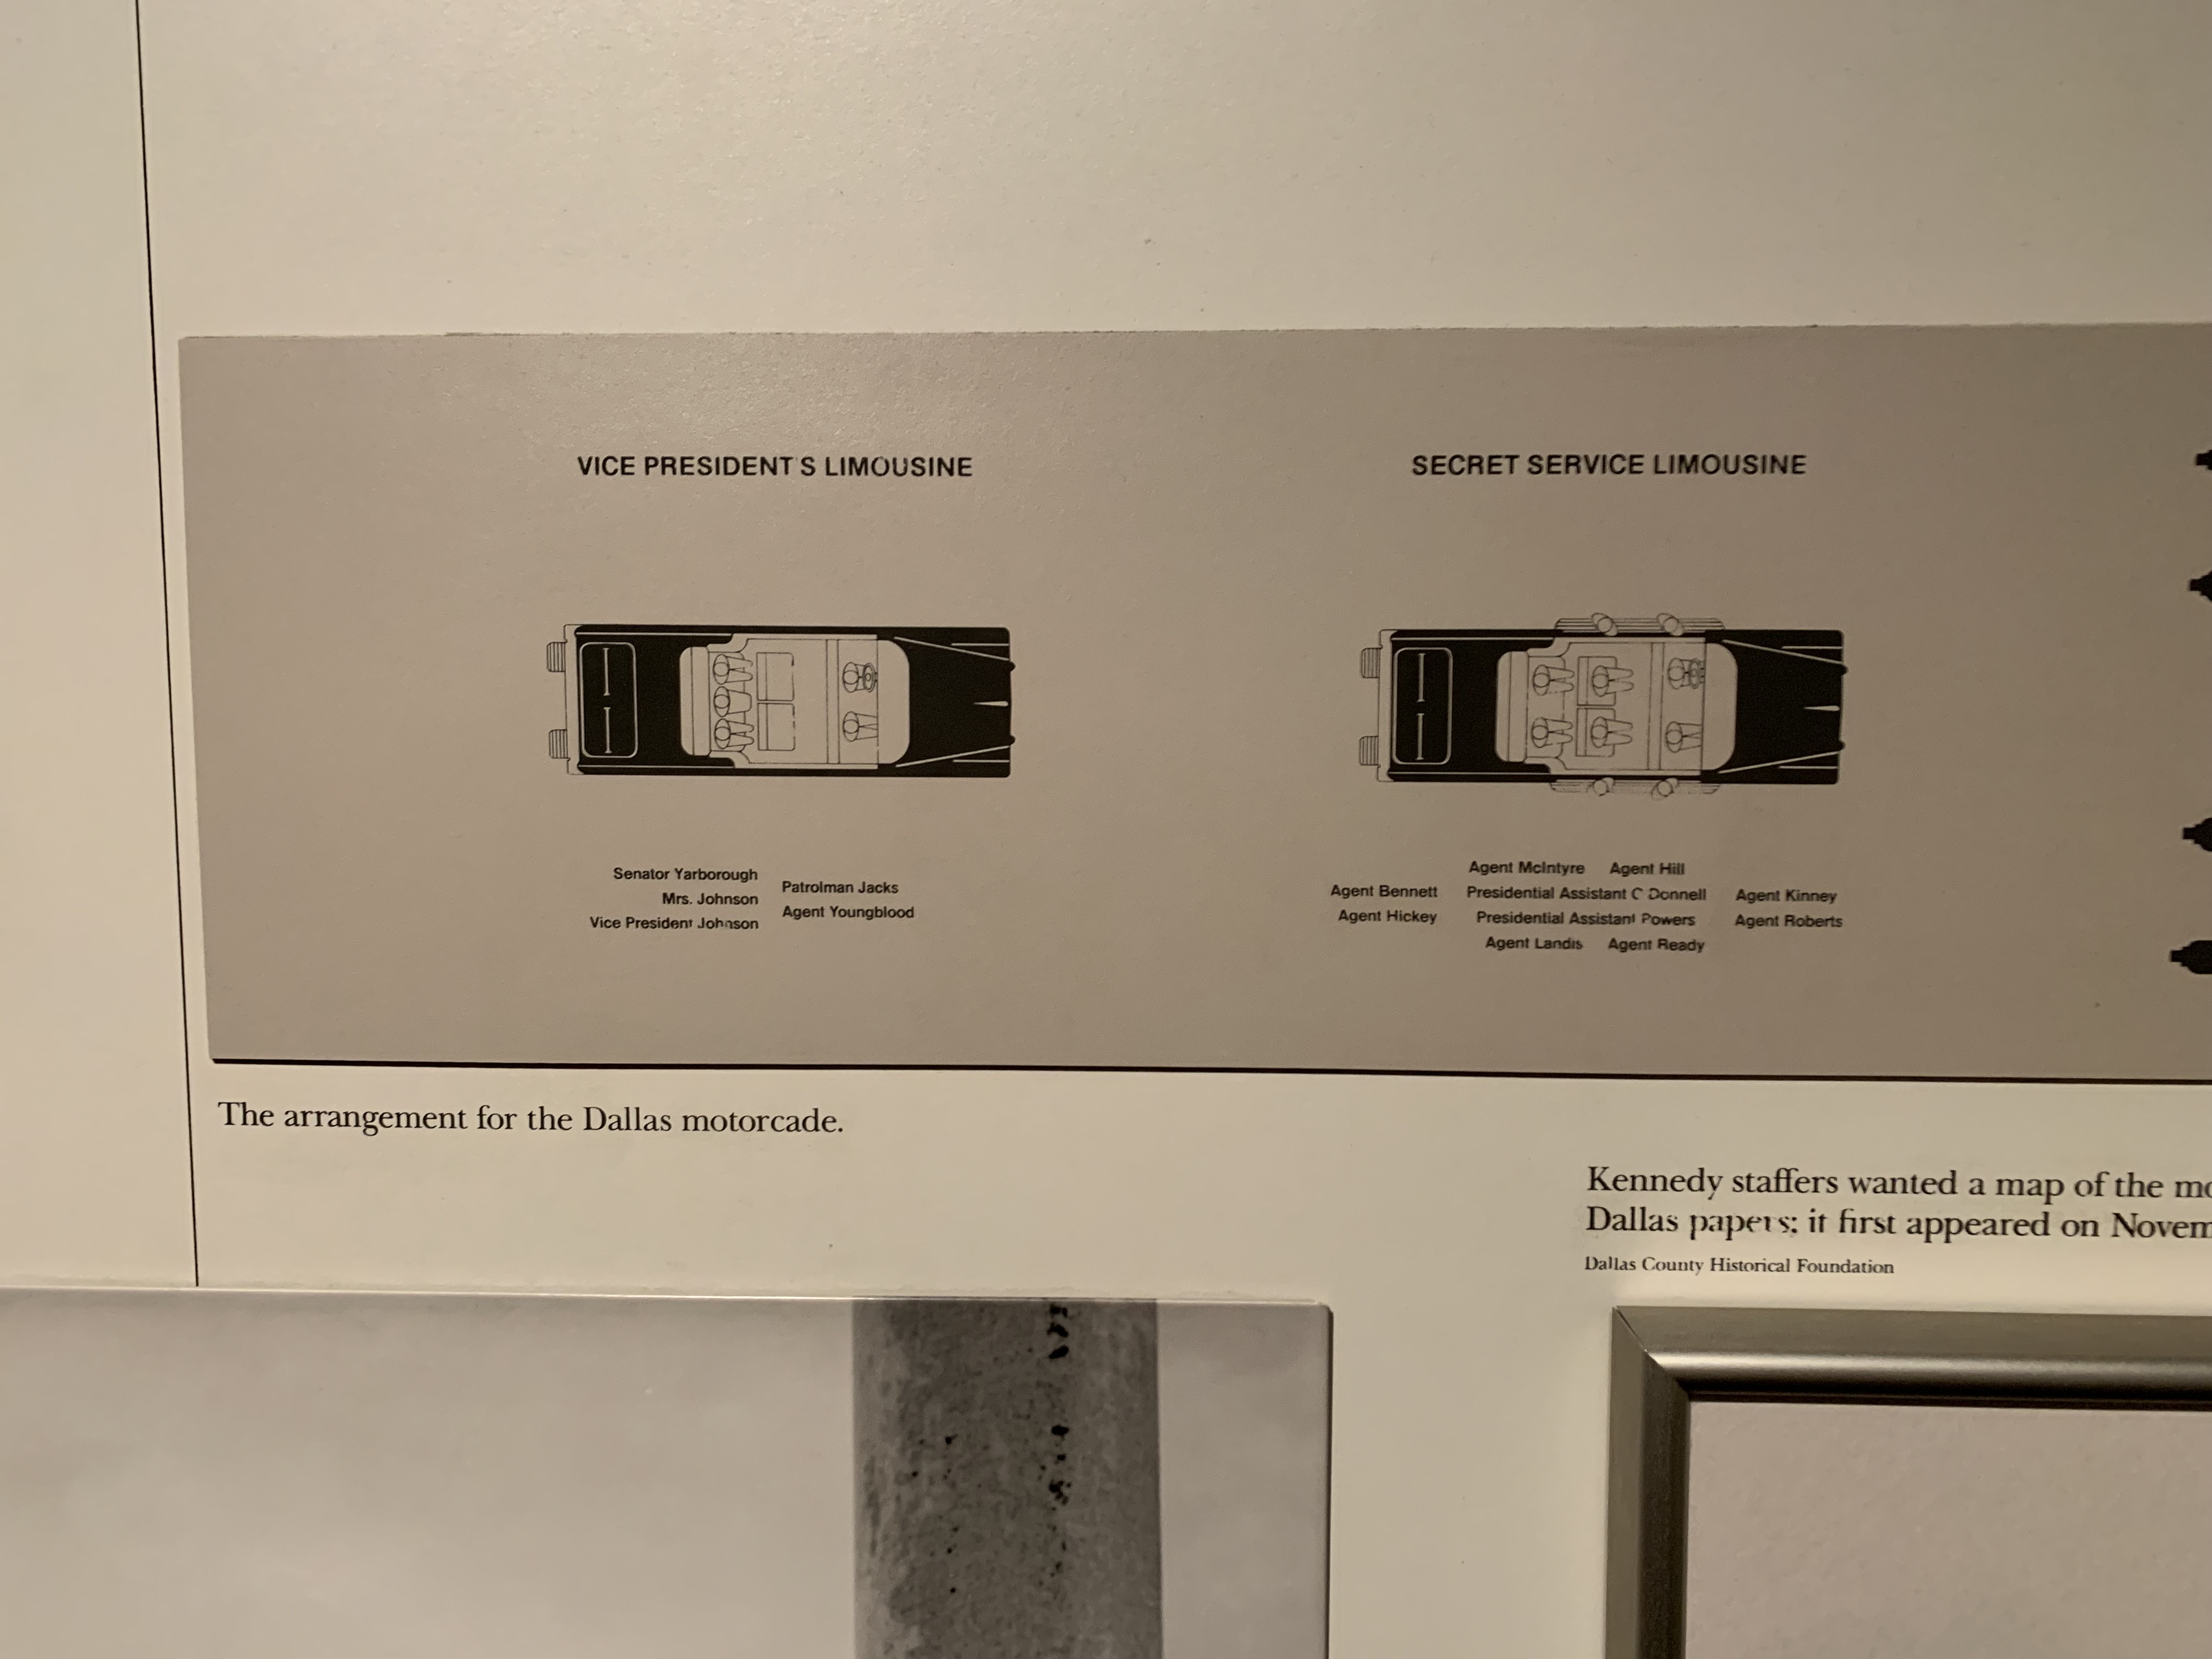 VICE PRESIDENT'S LIMOUSINE
SECRET SERVICE LIMOUSINE
Senator Yarborough
Mrs. Johnson
Vice President Johnson
Patrolman Jacks
Agent Youngblood
Agent McIntyre Agent Hill
Agent Bennett Presidential Assistant O Donnell Agent Kinney
Agent Hickey Presidential Assistant Powers Agent Roberts
Agent Landis Agent Ready
The arrangement for the Dallas motorcade.
Kennedy staffers wanted a map of the
Dallas papers; it first appeared on
Dallas County Historical Foundation